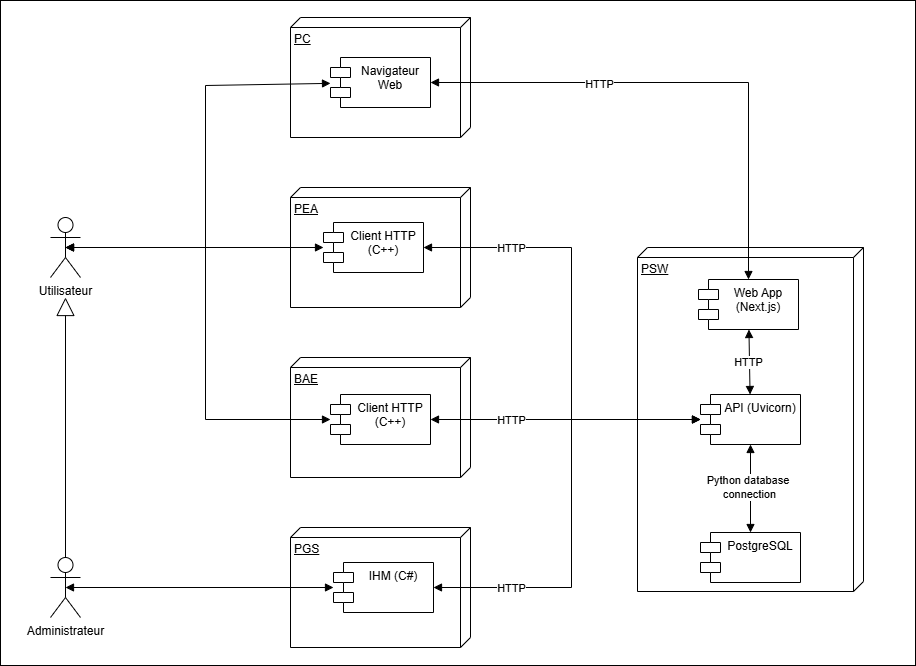 PC
Navigateur
Web
HTTP
PEA
Client HTTP
(C++)
HTTP
Utilisateur
PSW
Web App
(Next.js)
HTTP
BAE
Client HTTP
(C++)
HTTP
API (Uvicorn)
Python database
connection
PostgreSQL
PGS
IHM (C#)
HTTP
Administrateur